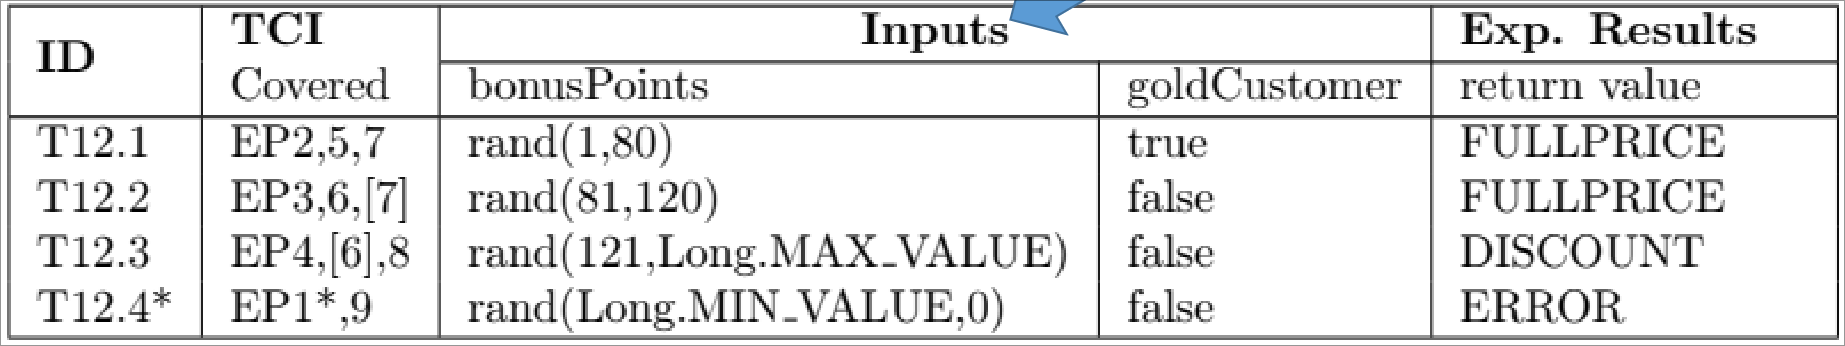 ID TCI Inputs Exp. Results
Covered bonusPoints goldCustomer return value
T12.1 EP2,5,7 rand(1,80) true FULLPRICE
T12.2 EP3,6,[7] rand(81,120) false FULLPRICE
T12.3 EP4,[6],8 rand(121,Long.MAX_VALUE) false DISCOUNT
T12.4* EP1*,9 rand(Long.MIN_VALUE,0) false ERROR